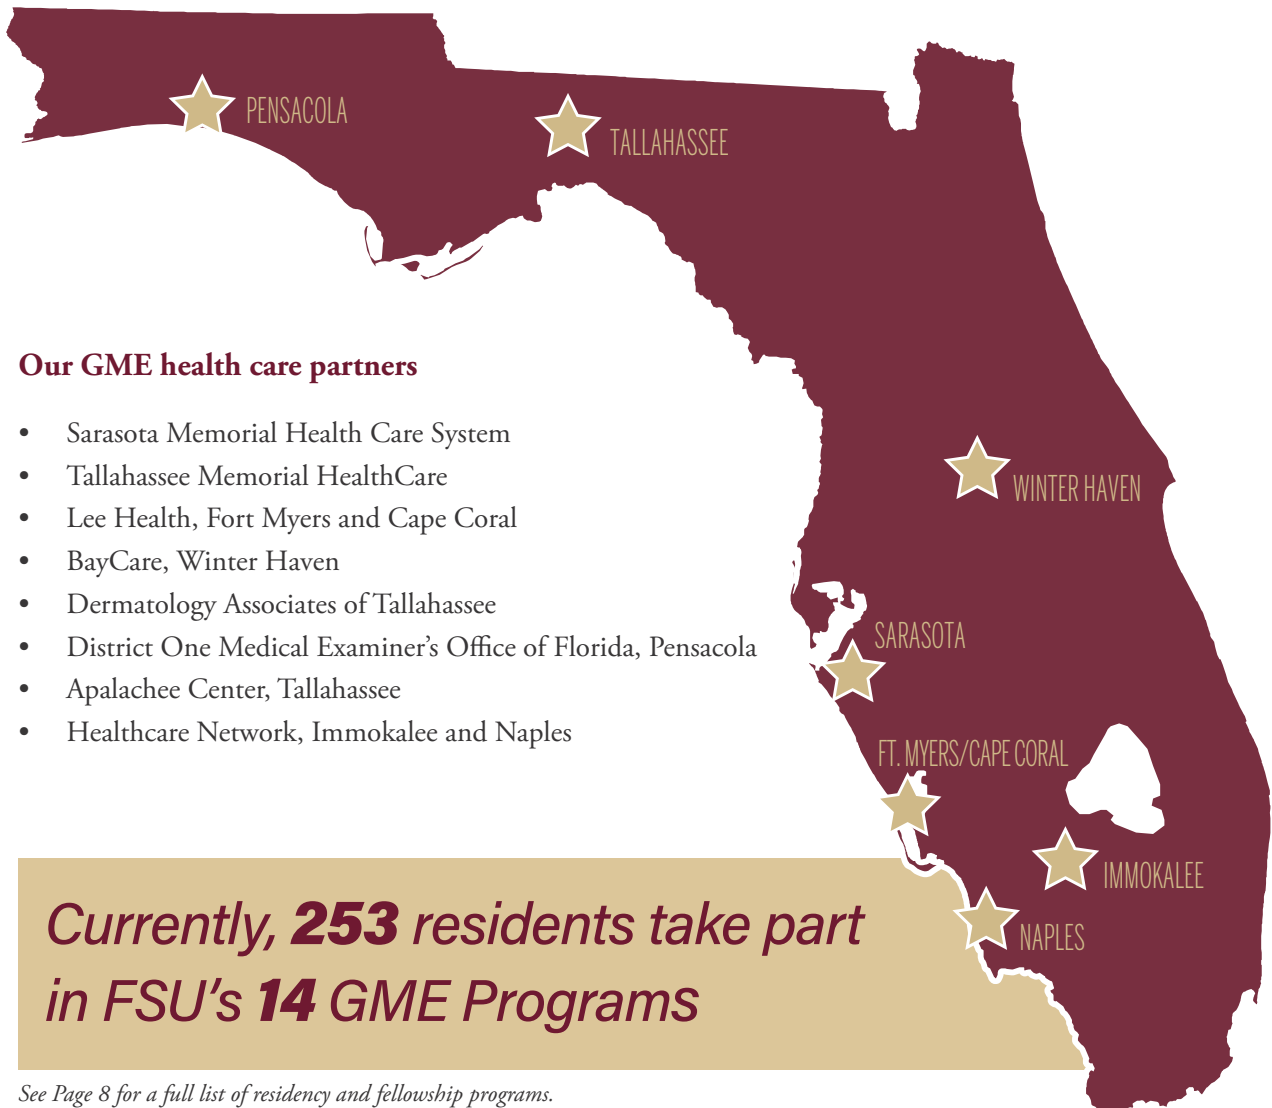 PENSACOLA
TALLAHASSEE
Our GME health care partners
• Sarasota Memorial Health Care System
• Tallahassee Memorial HealthCare
• Lee Health, Fort Myers and Cape Coral
• BayCare, Winter Haven
• Dermatology Associates of Tallahassee
• District One Medical Examiner’s Office of Florida, Pensacola
• Apalachee Center, Tallahassee
• Healthcare Network, Immokalee and Naples
WINTER HAVEN
SARASOTA
FT. MYERS/CAPE CORAL
IMMOKALEE
NAPLES
Currently, 253 residents take part
in FSU’s 14 GME Programs
See Page 8 for a full list of residency and fellowship programs.